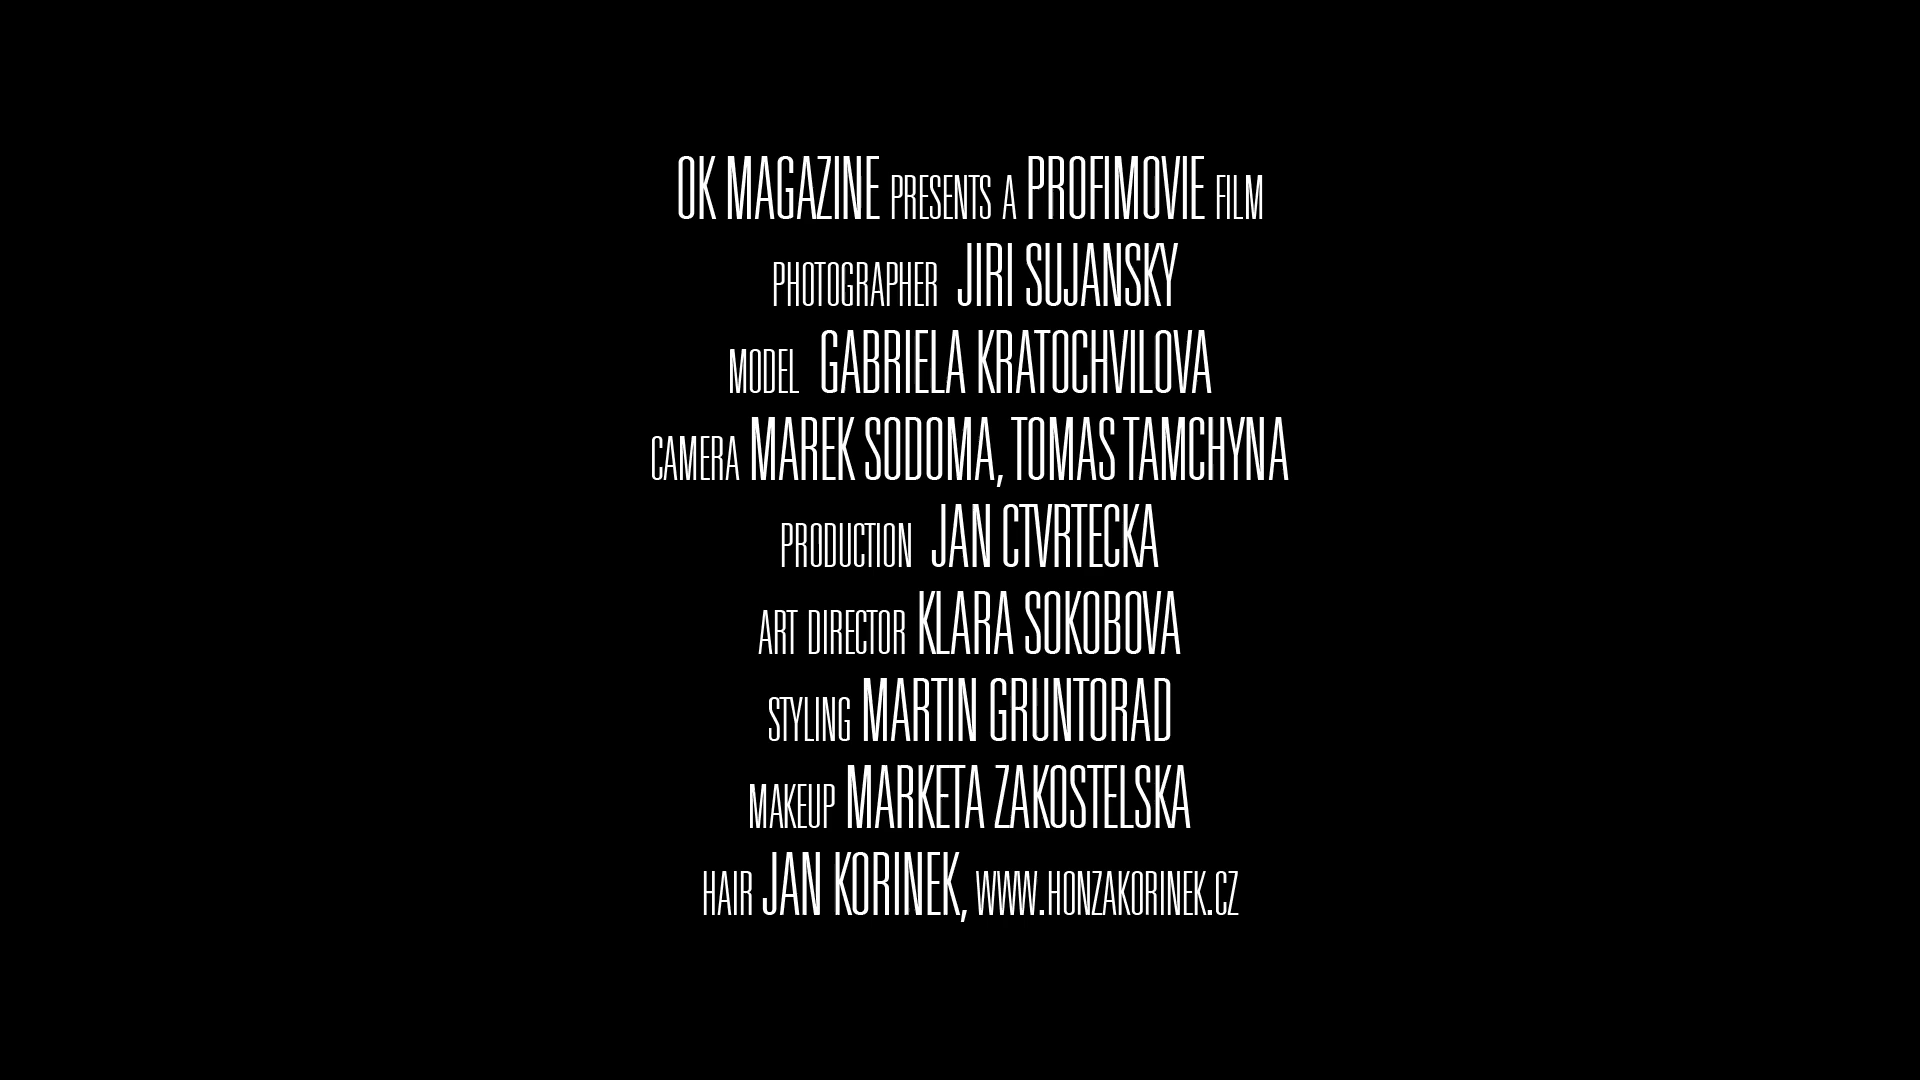 OK MAGAZINE PRESENTS A PROFIMOVIE FILM
PHOTOGRAPHER JIRI SUJANSKY
MODEL GABRIELA KRATOCHVILOVA
CAMERA MAREK SODOMA, TOMAS TAMCHYNA
PRODUCTION JAN CTVRTECKA
ART DIRECTOR KLARA SOKOBOVA
STYLING MARTIN GRUNTORAD
MAKEUP MARKETA ZAKOSTELSKA
HAIR JAN KORINEK, WWW.HONZAKORINEK.CZ